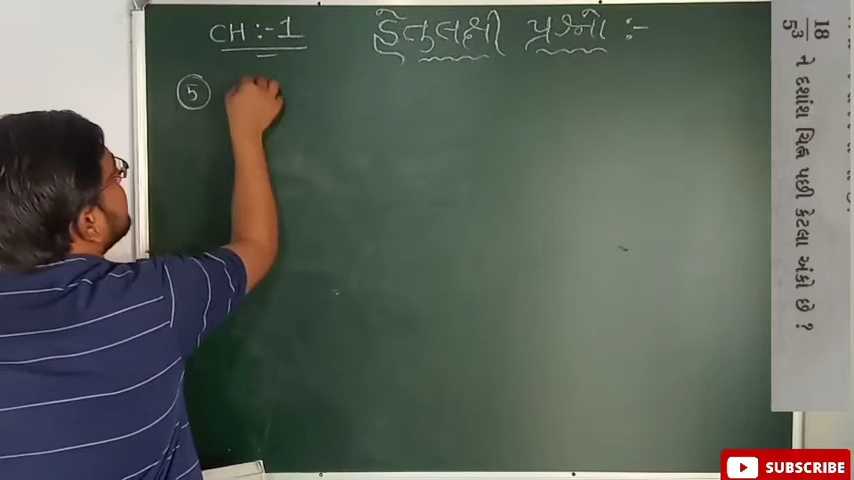 CH :- 1 હેતુલક્ષી પ્રશ્નો :-
5
18/5³ ને દશાંશ ચિહ્ન પછી કેટલા અંકો છે ?
SUBSCRIBE